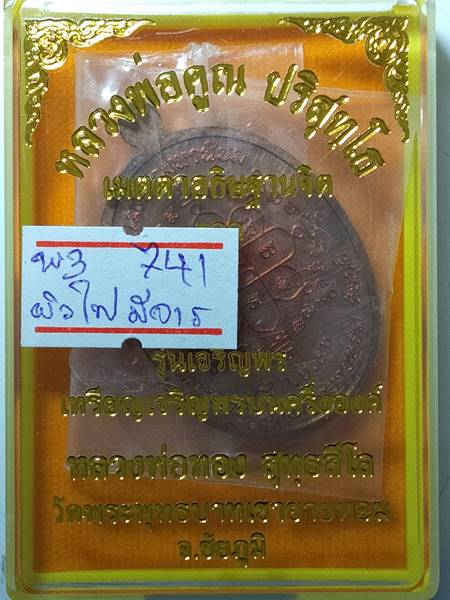 หลวงพ่อคูณ ปริสุทฺโธ
เมตตาอธิษฐานจิต
พ3 741
ผิวไฟ มีจาร
รุ่นเจริญพร
เหรียญเจริญพรบนครึ่งองค์
หลวงพ่อทอง สุทฺธสีโล
วัดพระพุทธบาทเขายายหอม
จ.ชัยภูมิ